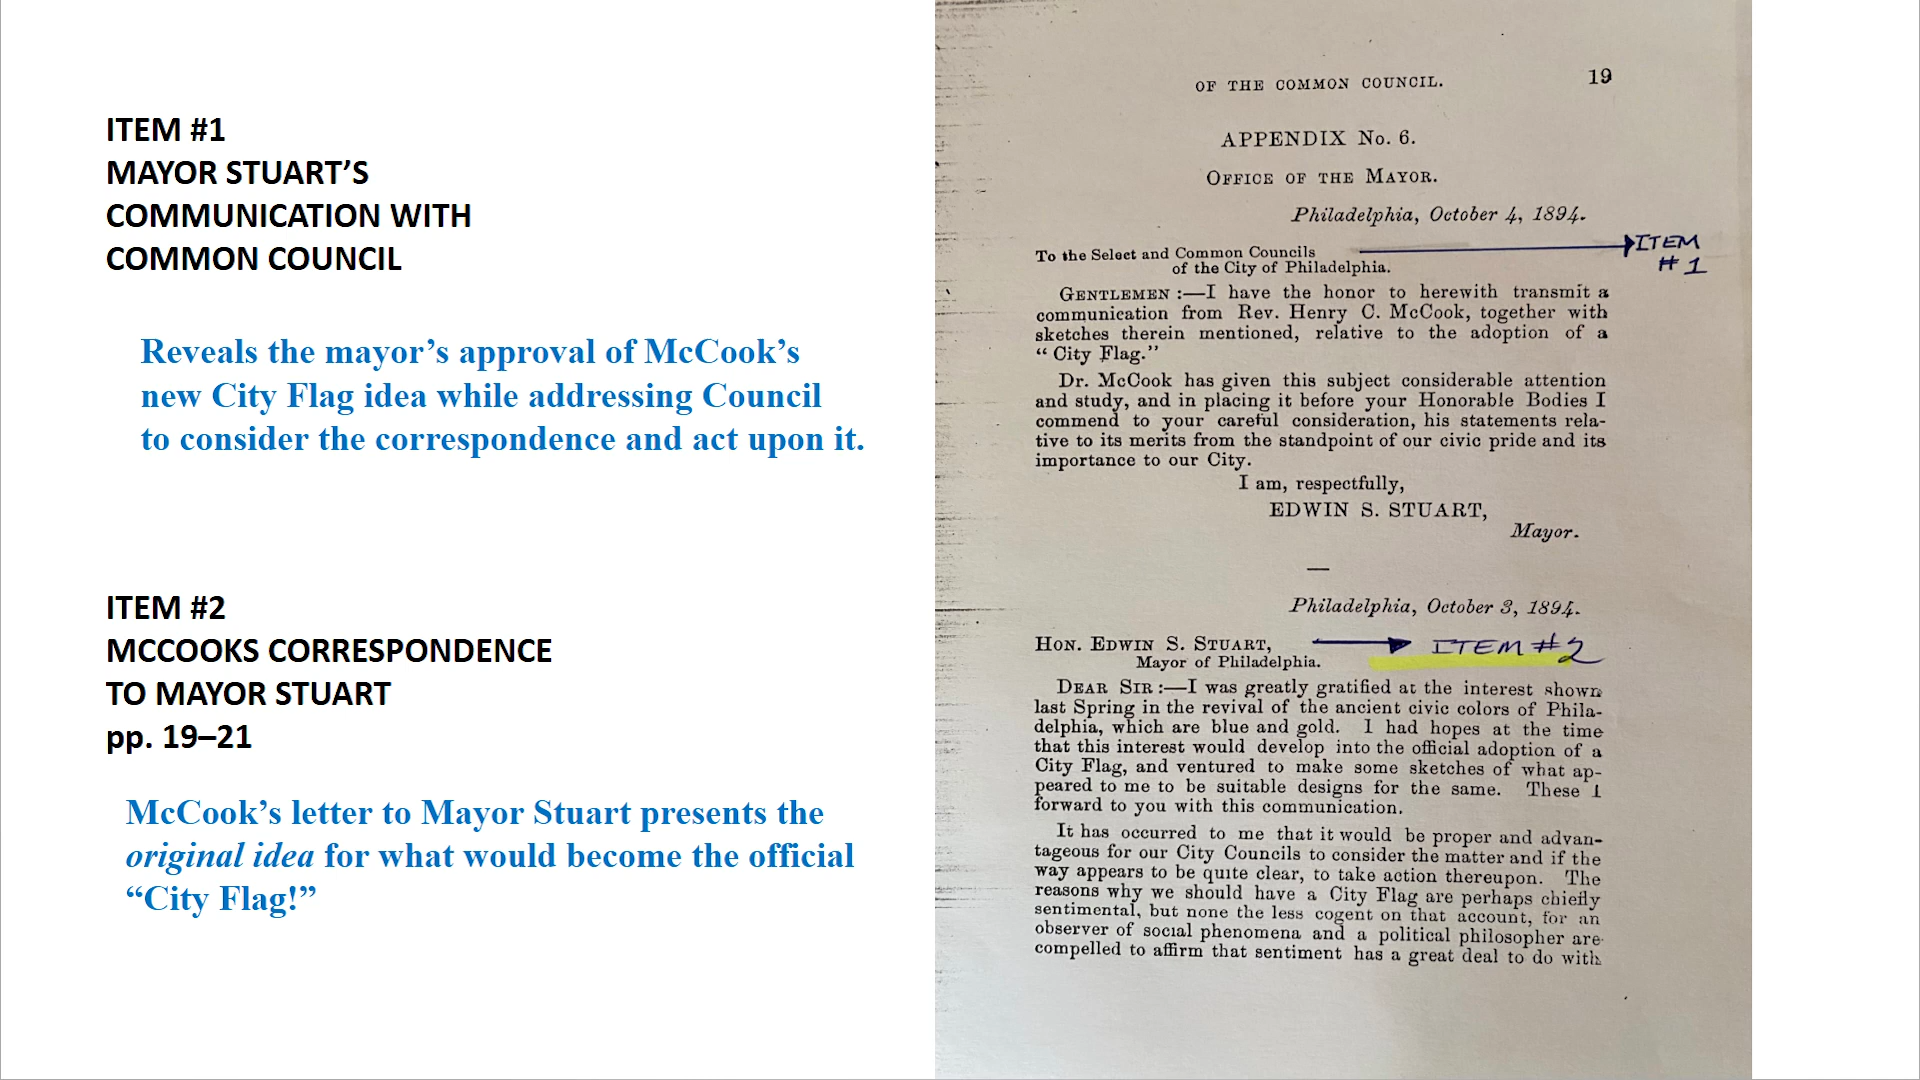 ITEM #1
MAYOR STUART’S
COMMUNICATION WITH
COMMON COUNCIL
Reveals the mayor’s approval of McCook’s
new City Flag idea while addressing Council
to consider the correspondence and act upon it.
ITEM #2
MCCOOKS CORRESPONDENCE
TO MAYOR STUART
pp. 19–21
McCook’s letter to Mayor Stuart presents the
original idea for what would become the official
“City Flag!”
OF THE COMMON COUNCIL. 19
APPENDIX No. 6.
OFFICE OF THE MAYOR.
Philadelphia, October 4, 1894.
To the Select and Common Councils
of the City of Philadelphia.
ITEM
#1
GENTLEMEN :—I have the honor to herewith transmit a
communication from Rev. Henry C. McCook, together with
sketches therein mentioned, relative to the adoption of a
“ City Flag.”
Dr. McCook has given this subject considerable attention
and study, and in placing it before your Honorable Bodies I
commend to your careful consideration, his statements rela-
tive to its merits from the standpoint of our civic pride and its
importance to our City.
I am, respectfully,
EDWIN S. STUART,
Mayor.
Philadelphia, October 3, 1894.
HON. EDWIN S. STUART,
Mayor of Philadelphia.
ITEM #2
DEAR SIR :—I was greatly gratified at the interest shown
last Spring in the revival of the ancient civic colors of Phila-
delphia, which are blue and gold. I had hopes at the time
that this interest would develop into the official adoption of a
City Flag, and ventured to make some sketches of what ap-
peared to me to be suitable designs for the same. These I
forward to you with this communication.
It has occurred to me that it would be proper and advan-
tageous for our City Councils to consider the matter and if the
way appears to be quite clear, to take action thereupon. The
reasons why we should have a City Flag are perhaps chiefly
sentimental, but none the less cogent on that account, for an
observer of social phenomena and a political philosopher are
compelled to affirm that sentiment has a great deal to do with